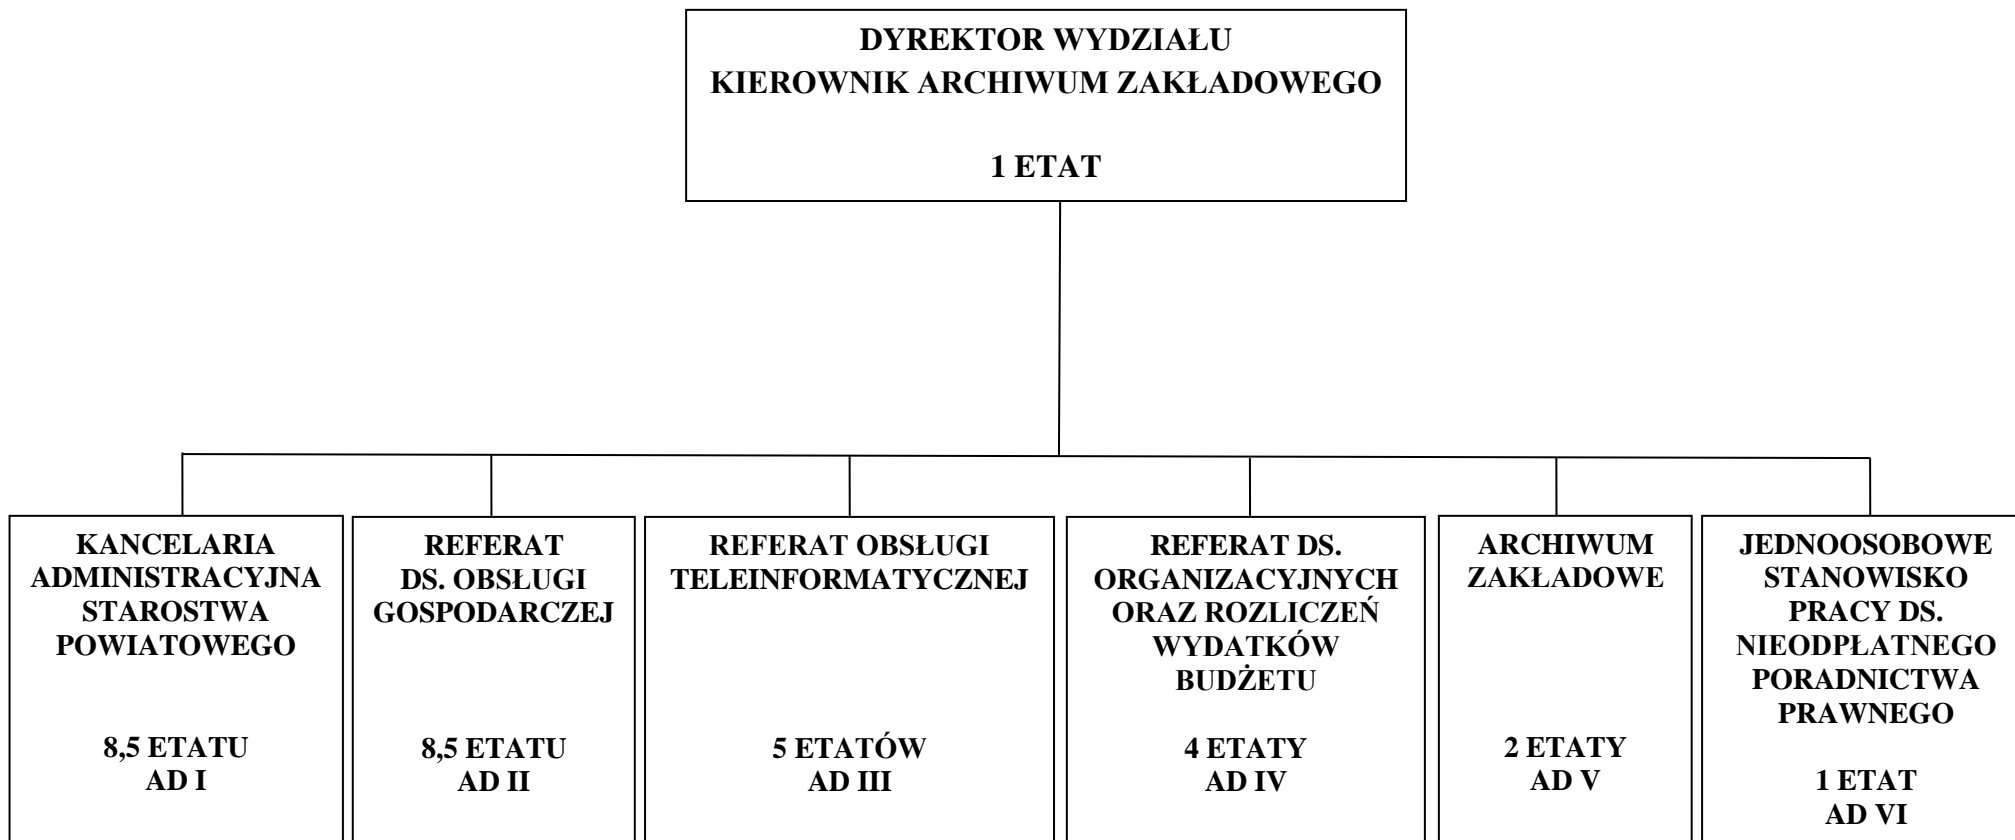 DYREKTOR WYDZIAŁU
KIEROWNIK ARCHIWUM ZAKŁADOWEGO
1 ETAT
KANCELARIA
ADMINISTRACYJNA
STAROSTWA
POWIATOWEGO
8,5 ETATU
AD I
REFERAT
DS. OBSŁUGI
GOSPODARCZEJ
8,5 ETATU
AD II
REFERAT OBSŁUGI
TELEINFORMATYCZNEJ
5 ETATÓW
AD III
REFERAT DS.
ORGANIZACYJNYCH
ORAZ ROZLICZEŃ
WYDATKÓW
BUDŻETU
4 ETATY
AD IV
ARCHIWUM
ZAKŁADOWE
2 ETATY
AD V
JEDNOOSOBOWE
STANOWISKO
PRACY DS.
NIEODPŁATNEGO
PORADNICTWA
PRAWNEGO
1 ETAT
AD VI